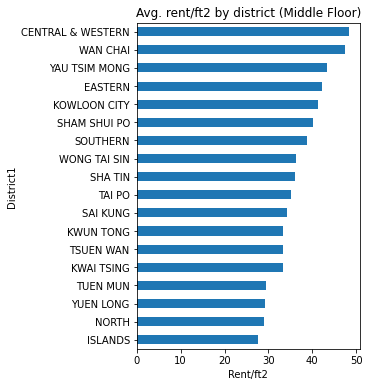 Avg. rent/ft2 by district (Middle Floor)
District1
CENTRAL & WESTERN
WAN CHAI
YAU TSIM MONG
EASTERN
KOWLOON CITY
SHAM SHUI PO
SOUTHERN
WONG TAI SIN
SHA TIN
TAI PO
SAI KUNG
KWUN TONG
TSUEN WAN
KWAI TSING
TUEN MUN
YUEN LONG
NORTH
ISLANDS
0 10 20 30 40 50
Rent/ft2